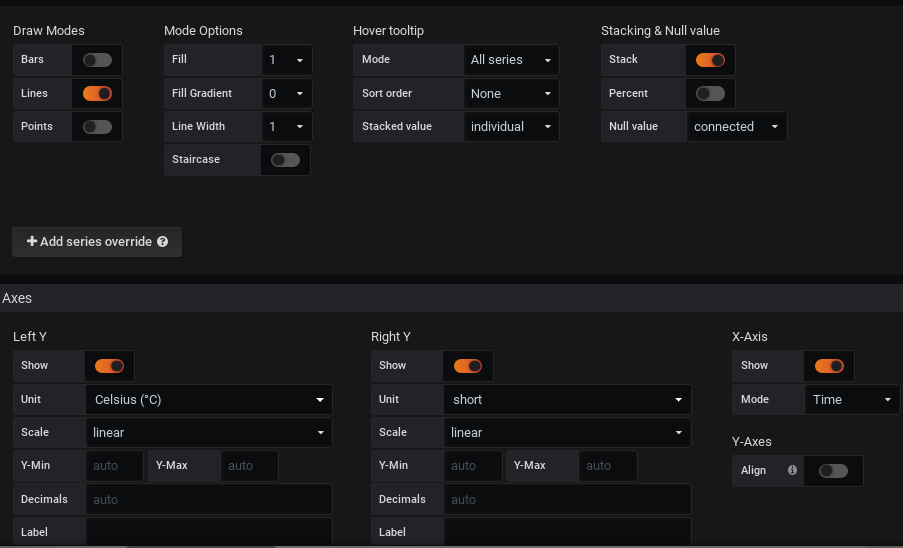 Draw Modes Mode Options Hover tooltip Stacking & Null value
Bars Fill 1 Mode All series Stack
Lines Fill Gradient 0 Sort order None Percent
Points Line Width 1 Stacked value individual Null value connected
Staircase
+ Add series override ?
Axes
Left Y Right Y X-Axis
Show Show Show
Unit Celsius (°C) Unit short Mode Time
Scale linear Scale linear
Y-Axes
Y-Min auto Y-Max auto Y-Min auto Y-Max auto Align i
Decimals auto Decimals auto
Label Label